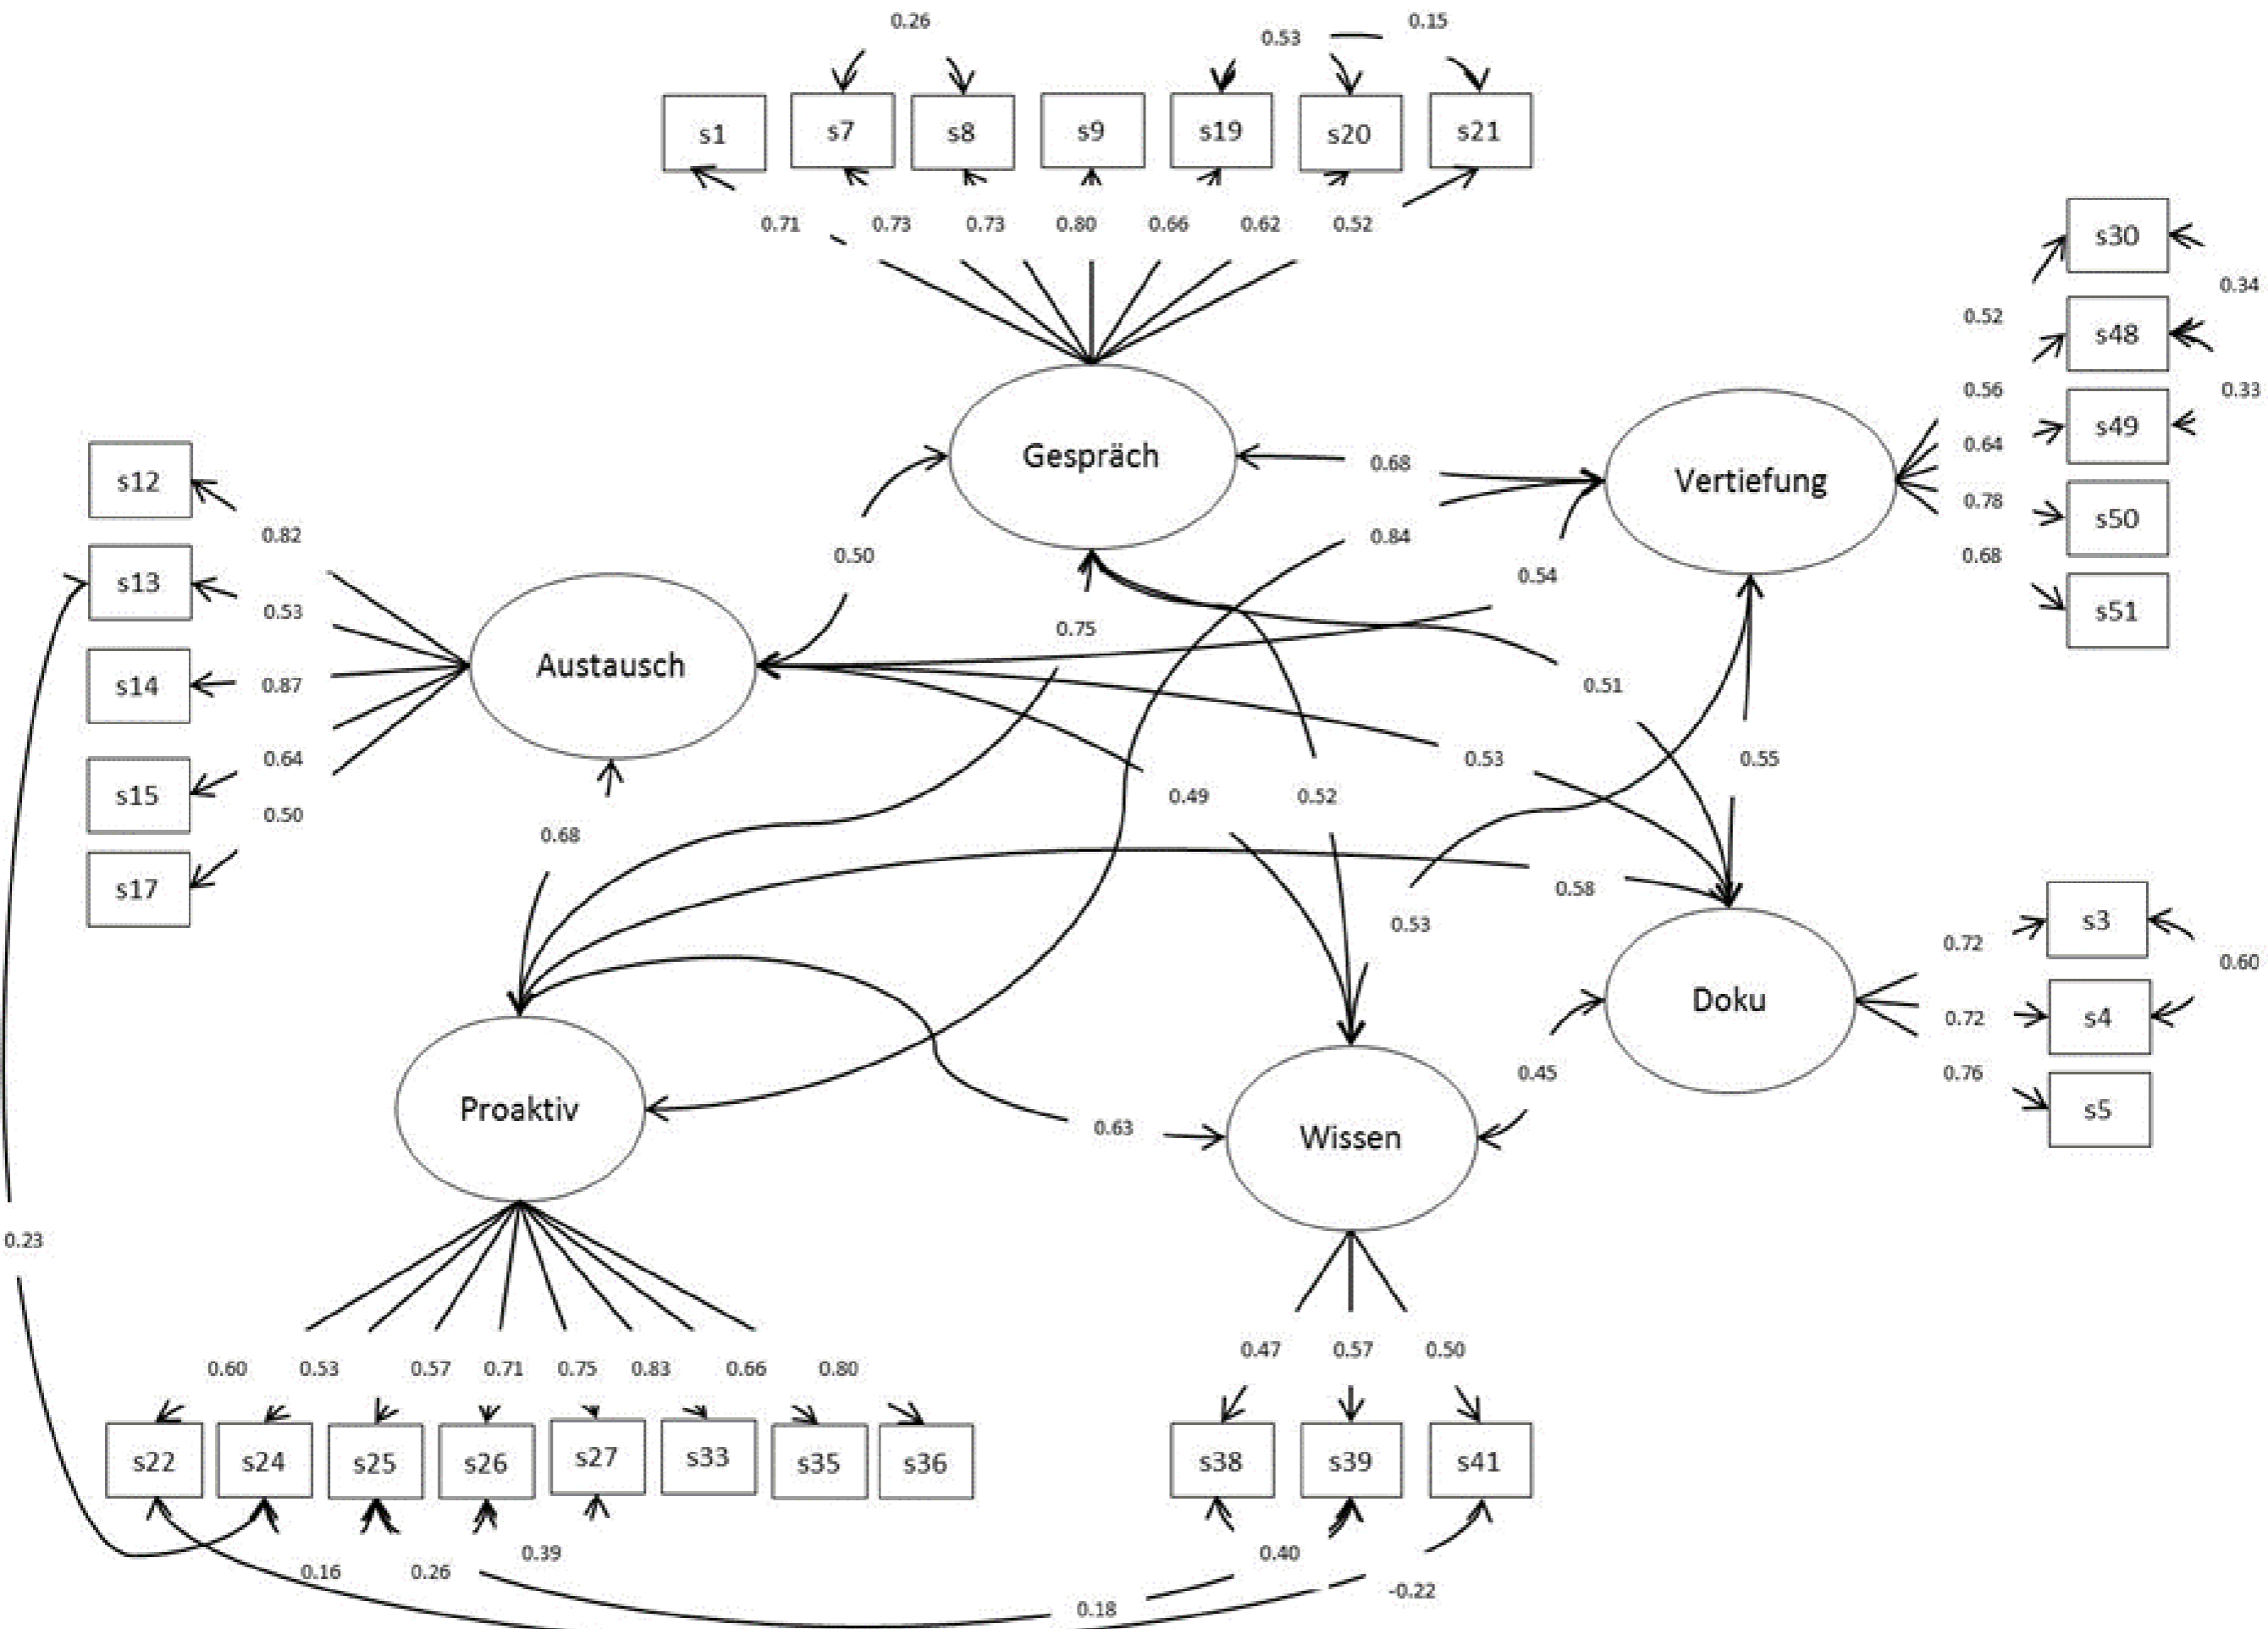 0.26
0.53
0.15
s1
s7
s8
s9
s19
s20
s21
0.71
0.73
0.73
0.80
0.66
0.62
0.52
s30
0.34
0.52
s48
0.56
0.33
s49
0.64
Gespräch
0.68
Vertiefung
s12
0.78
s50
0.82
0.84
0.50
0.68
0.54
s13
0.53
s51
0.75
Austausch
s14
0.87
0.51
0.64
0.53
0.55
s15
0.49
0.52
0.50
0.68
s17
0.58
0.53
s3
0.72
0.60
Doku
0.72
s4
0.45
0.76
Proaktiv
s5
0.63
Wissen
0.23
0.47
0.57
0.50
0.60
0.53
0.57
0.71
0.75
0.83
0.66
0.80
s22
s24
s25
s26
s27
s33
s35
s36
s38
s39
s41
0.39
0.40
0.16
0.26
-0.22
0.18